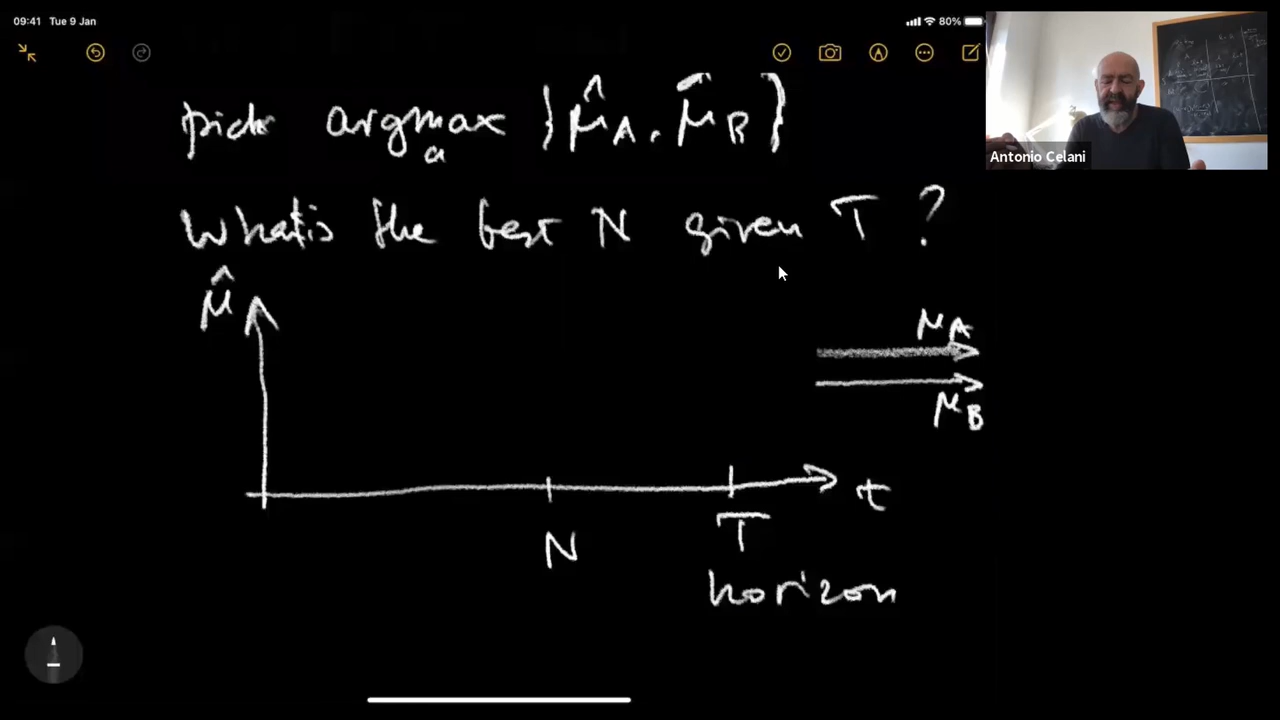 09:41 Tue 9 Jan
80%
Antonio Celani
pick argmax {μ̂A, μ̂B}
a
What's the best N given T ?
μ̂
μA
μB
t
N
T
horizon